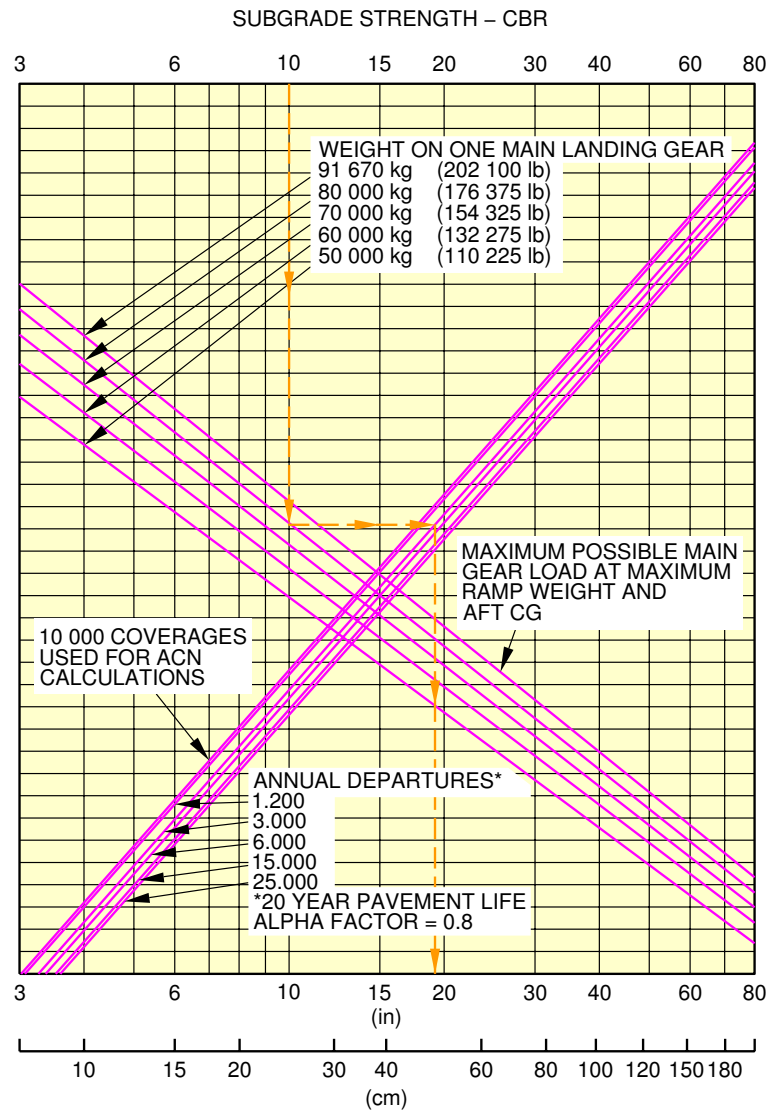 SUBGRADE STRENGTH – CBR
3 6 10 15 20 30 40 60 80
WEIGHT ON ONE MAIN LANDING GEAR
91 670 kg (202 100 lb)
80 000 kg (176 375 lb)
70 000 kg (154 325 lb)
60 000 kg (132 275 lb)
50 000 kg (110 225 lb)
MAXIMUM POSSIBLE MAIN
GEAR LOAD AT MAXIMUM
RAMP WEIGHT AND
AFT CG
10 000 COVERAGES
USED FOR ACN
CALCULATIONS
ANNUAL DEPARTURES*
1.200
3.000
6.000
15.000
25.000
*20 YEAR PAVEMENT LIFE
ALPHA FACTOR = 0.8
3 6 10 15 20 30 40 60 80
(in)
10 15 20 30 40 60 80 100 120 150 180
(cm)